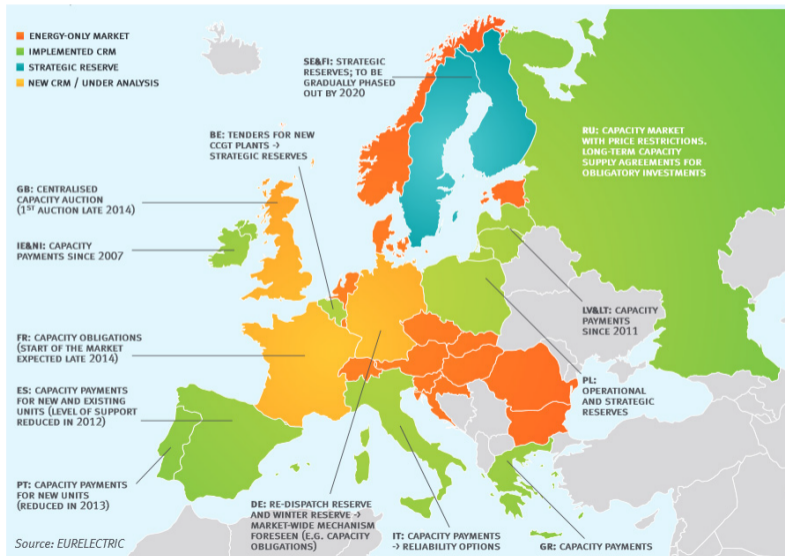 ENERGY-ONLY MARKET
IMPLEMENTED CRM
STRATEGIC RESERVE
NEW CRM / UNDER ANALYSIS
SE&FI: STRATEGIC
RESERVES; TO BE
GRADUALLY PHASED
OUT BY 2020
BE: TENDERS FOR NEW
CCGT PLANTS →
STRATEGIC RESERVES
RU: CAPACITY MARKET
WITH PRICE RESTRICTIONS.
LONG-TERM CAPACITY
SUPPLY AGREEMENTS FOR
OBLIGATORY INVESTMENTS
GB: CENTRALISED
CAPACITY AUCTION
(1ST AUCTION LATE 2014)
IE&NI: CAPACITY
PAYMENTS SINCE 2007
LV&LT: CAPACITY
PAYMENTS
SINCE 2011
FR: CAPACITY OBLIGATIONS
(START OF THE MARKET
EXPECTED LATE 2014)
PL:
OPERATIONAL
AND STRATEGIC
RESERVES
ES: CAPACITY PAYMENTS
FOR NEW AND EXISTING
UNITS (LEVEL OF SUPPORT
REDUCED IN 2012)
PT: CAPACITY PAYMENTS
FOR NEW UNITS
(REDUCED IN 2013)
DE: RE-DISPATCH RESERVE
AND WINTER RESERVE →
MARKET-WIDE MECHANISM
FORESEEN (E.G. CAPACITY
OBLIGATIONS)
IT: CAPACITY PAYMENTS
→ RELIABILITY OPTIONS
GR: CAPACITY PAYMENTS
Source: EURELECTRIC